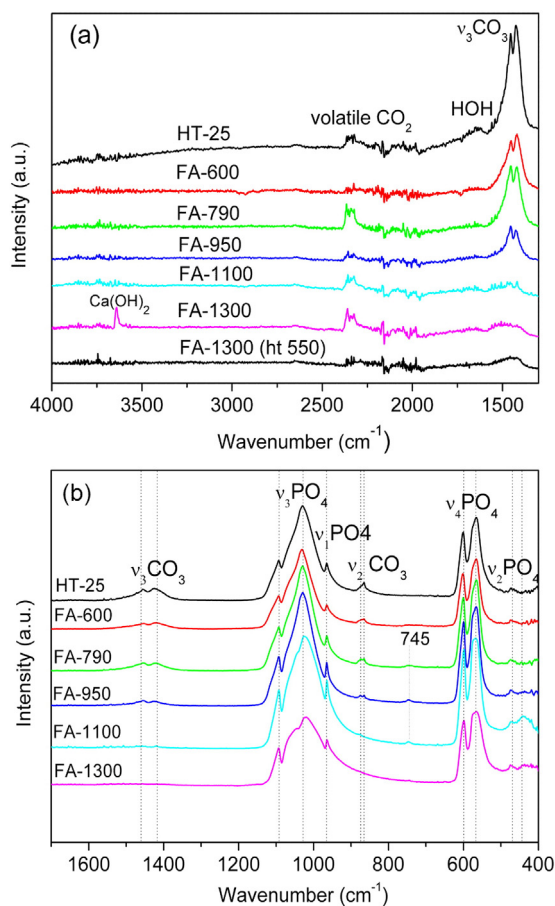 (a)
ν₃CO₃
volatile CO₂
HOH
HT-25
FA-600
FA-790
FA-950
FA-1100
Ca(OH)₂
FA-1300
FA-1300 (ht 550)
Intensity (a.u.)
4000 3500 3000 2500 2000 1500
Wavenumber (cm⁻¹)
(b)
ν₃PO₄
ν₄PO₄
ν₁PO4
ν₃CO₃
ν₂CO₃
ν₂PO₄
HT-25
FA-600
745
FA-790
FA-950
FA-1100
FA-1300
Intensity (a.u.)
1600 1400 1200 1000 800 600 400
Wavenumber (cm⁻¹)